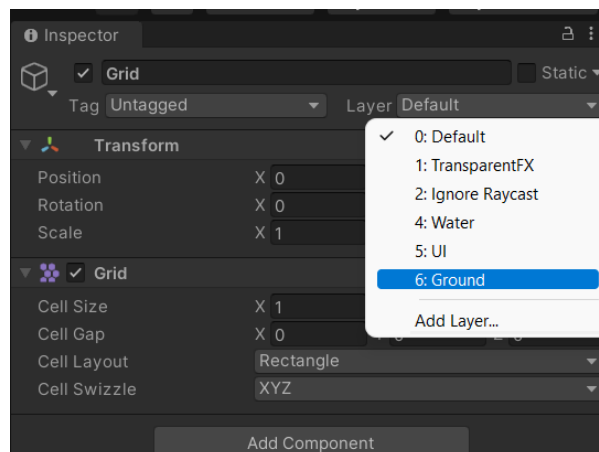 Inspector
Grid
Static
Tag Untagged Layer Default
0: Default
1: TransparentFX
2: Ignore Raycast
4: Water
5: UI
6: Ground
Add Layer...
Transform
Position X 0
Rotation X 0
Scale X 1
Grid
Cell Size X 1
Cell Gap X 0
Cell Layout Rectangle
Cell Swizzle XYZ
Add Component